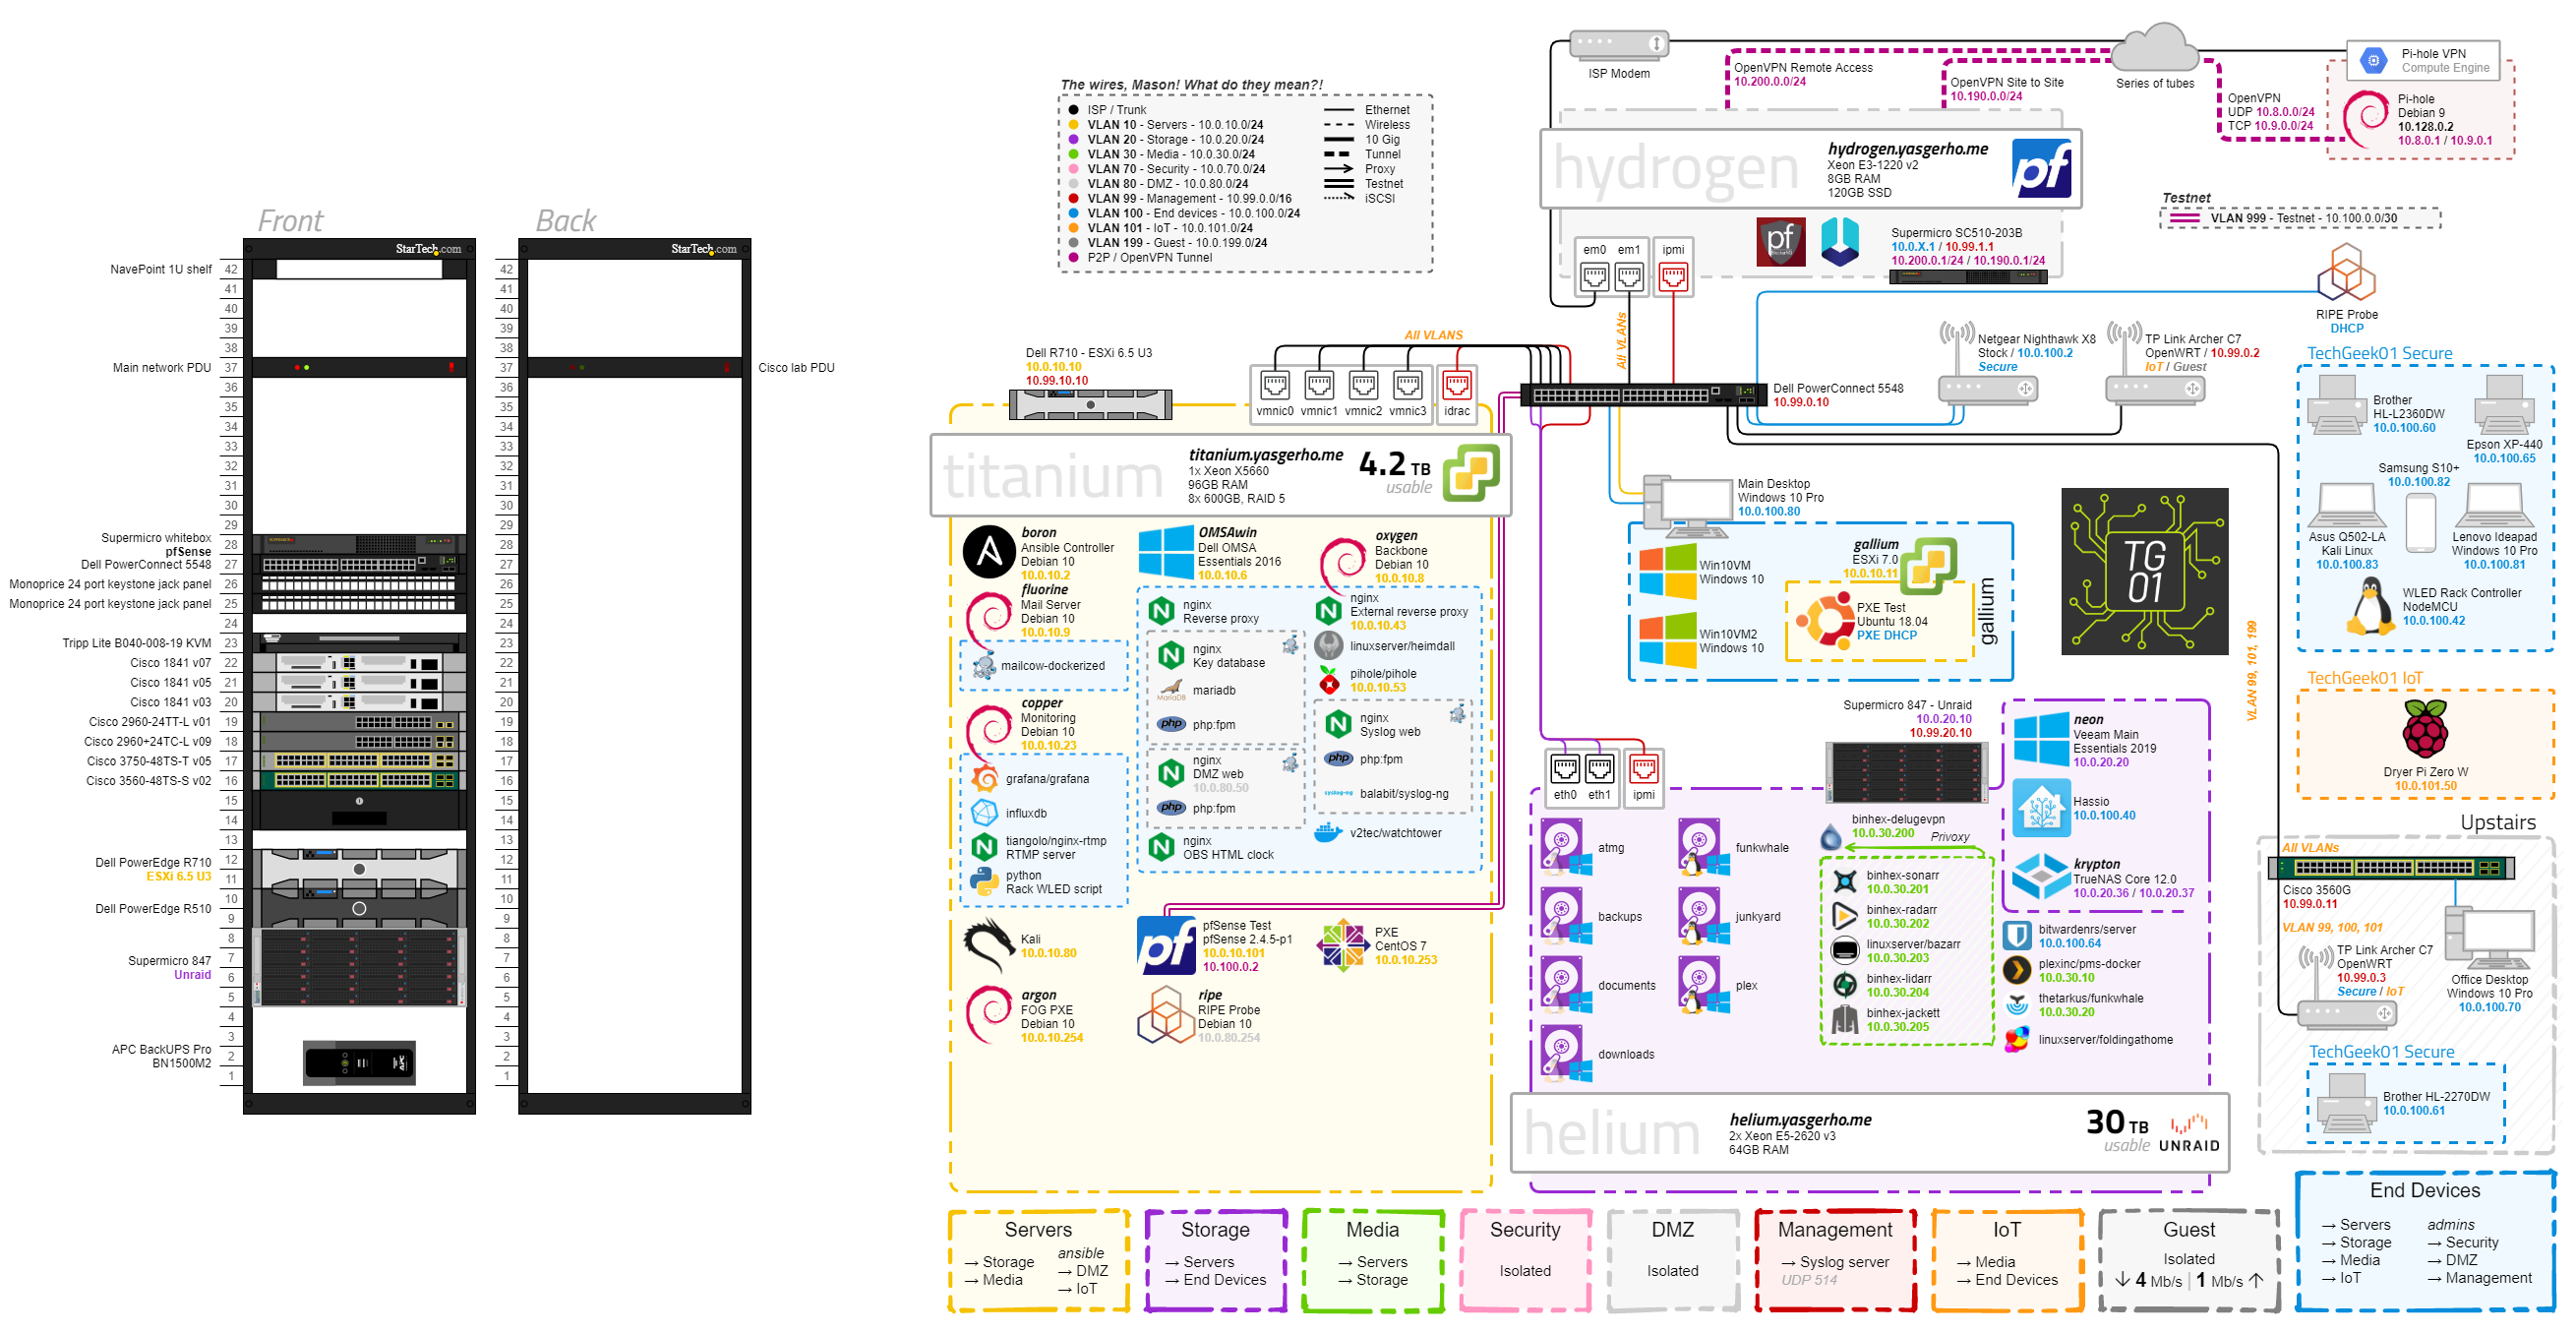 Front
StarTech.com
NavePoint 1U shelf
Main network PDU
Supermicro whitebox
pfSense
Dell PowerConnect 5548
Monoprice 24 port keystone jack panel
Monoprice 24 port keystone jack panel
Tripp Lite B040-008-19 KVM
Cisco 1841 v07
Cisco 1841 v05
Cisco 1841 v03
Cisco 2960-24TT-L v01
Cisco 2960+24TC-L v09
Cisco 3750-48TS-T v05
Cisco 3560-48TS-S v02
Dell PowerEdge R710
ESXi 6.5 U3
Dell PowerEdge R510
Supermicro 847
Unraid
APC BackUPS Pro
BN1500M2
42
41
40
39
38
37
36
35
34
33
32
31
30
29
28
27
26
25
24
23
22
21
20
19
18
17
16
15
14
13
12
11
10
9
8
7
6
5
4
3
2
1
APC
Back
StarTech.com
42
41
40
39
38
37
36
35
34
33
32
31
30
29
28
27
26
25
24
23
22
21
20
19
18
17
16
15
14
13
12
11
10
9
8
7
6
5
4
3
2
1
Cisco lab PDU
The wires, Mason! What do they mean?!
ISP / Trunk
VLAN 10 - Servers - 10.0.10.0/24
VLAN 20 - Storage - 10.0.20.0/24
VLAN 30 - Media - 10.0.30.0/24
VLAN 70 - Security - 10.0.70.0/24
VLAN 80 - DMZ - 10.0.80.0/24
VLAN 99 - Management - 10.99.0.0/16
VLAN 100 - End devices - 10.0.100.0/24
VLAN 101 - IoT - 10.0.101.0/24
VLAN 199 - Guest - 10.0.199.0/24
P2P / OpenVPN Tunnel
Ethernet
Wireless
10 Gig
Tunnel
Proxy
Testnet
iSCSI
ISP Modem
OpenVPN Remote Access
10.200.0.0/24
OpenVPN Site to Site
10.190.0.0/24
Series of tubes
OpenVPN
UDP 10.8.0.0/24
TCP 10.9.0.0/24
Pi-hole VPN
Compute Engine
Pi-hole
Debian 9
10.128.0.2
10.8.0.1 / 10.9.0.1
hydrogen
hydrogen.yasgerho.me
Xeon E3-1220 v2
8GB RAM
120GB SSD
pf
pf
Supermicro SC510-203B
10.0.X.1 / 10.99.1.1
10.200.0.1/24 / 10.190.0.1/24
em0
em1
ipmi
All VLANs
Testnet
VLAN 999 - Testnet - 10.100.0.0/30
RIPE Probe
DHCP
Netgear Nighthawk X8
Stock / 10.0.100.2
Secure
TP Link Archer C7
OpenWRT / 10.99.0.2
IoT / Guest
Dell PowerConnect 5548
10.99.0.10
Dell R710 - ESXi 6.5 U3
10.0.10.10
10.99.10.10
All VLANS
vmnic0
vmnic1
vmnic2
vmnic3
idrac
titanium
titanium.yasgerho.me
1x Xeon X5660
96GB RAM
8x 600GB, RAID 5
4.2 TB
usable
boron
Ansible Controller
Debian 10
10.0.10.2
fluorine
Mail Server
Debian 10
10.0.10.9
mailcow-dockerized
copper
Monitoring
Debian 10
10.0.10.23
grafana/grafana
influxdb
tiangolo/nginx-rtmp
RTMP server
python
Rack WLED script
Kali
10.0.10.80
argon
FOG PXE
Debian 10
10.0.10.254
OMSAwin
Dell OMSA
Essentials 2016
10.0.10.6
oxygen
Backbone
Debian 10
10.0.10.8
nginx
Reverse proxy
nginx
Key database
MariaDB
mariadb
php
php:fpm
nginx
DMZ web
10.0.80.50
php
php:fpm
nginx
OBS HTML clock
nginx
External reverse proxy
10.0.10.43
linuxserver/heimdall
pihole/pihole
10.0.10.53
nginx
Syslog web
php
php:fpm
syslog-ng
balabit/syslog-ng
v2tec/watchtower
pf
pfSense Test
pfSense 2.4.5-p1
10.0.10.101
10.100.0.2
PXE
CentOS 7
10.0.10.253
ripe
RIPE Probe
Debian 10
10.0.80.254
Main Desktop
Windows 10 Pro
10.0.100.80
Win10VM
Windows 10
Win10VM2
Windows 10
gallium
ESXi 7.0
10.0.10.11
PXE Test
Ubuntu 18.04
PXE DHCP
gallium
TG
01
VLAN 99, 101, 199
Supermicro 847 - Unraid
10.0.20.10
10.99.20.10
eth0
eth1
ipmi
atmg
backups
documents
downloads
funkwhale
junkyard
plex
binhex-delugevpn
10.0.30.200
Privoxy
binhex-sonarr
10.0.30.201
binhex-radarr
10.0.30.202
linuxserver/bazarr
10.0.30.203
binhex-lidarr
10.0.30.204
binhex-jackett
10.0.30.205
neon
Veeam Main
Essentials 2019
10.0.20.20
Hassio
10.0.100.40
krypton
TrueNAS Core 12.0
10.0.20.36 / 10.0.20.37
bitwardenrs/server
10.0.100.64
plexinc/pms-docker
10.0.30.10
thetarkus/funkwhale
10.0.30.20
linuxserver/foldingathome
helium
helium.yasgerho.me
2x Xeon E5-2620 v3
64GB RAM
30 TB
usable
UNRAID
TechGeek01 Secure
Brother
HL-L2360DW
10.0.100.60
Epson XP-440
10.0.100.65
Samsung S10+
10.0.100.82
Asus Q502-LA
Kali Linux
10.0.100.83
Lenovo Ideapad
Windows 10 Pro
10.0.100.81
WLED Rack Controller
NodeMCU
10.0.100.42
TechGeek01 IoT
Dryer Pi Zero W
10.0.101.50
Upstairs
All VLANs
Cisco 3560G
10.99.0.11
VLAN 99, 100, 101
TP Link Archer C7
OpenWRT
10.99.0.3
Secure / IoT
Office Desktop
Windows 10 Pro
10.0.100.70
TechGeek01 Secure
Brother HL-2270DW
10.0.100.61
Servers
→ Storage
→ Media
ansible
→ DMZ
→ IoT
Storage
→ Servers
→ End Devices
Media
→ Servers
→ Storage
Security
Isolated
DMZ
Isolated
Management
→ Syslog server
UDP 514
IoT
→ Media
→ End Devices
Guest
Isolated
↓ 4 Mb/s | 1 Mb/s ↑
End Devices
→ Servers
→ Storage
→ Media
→ IoT
admins
→ Security
→ DMZ
→ Management